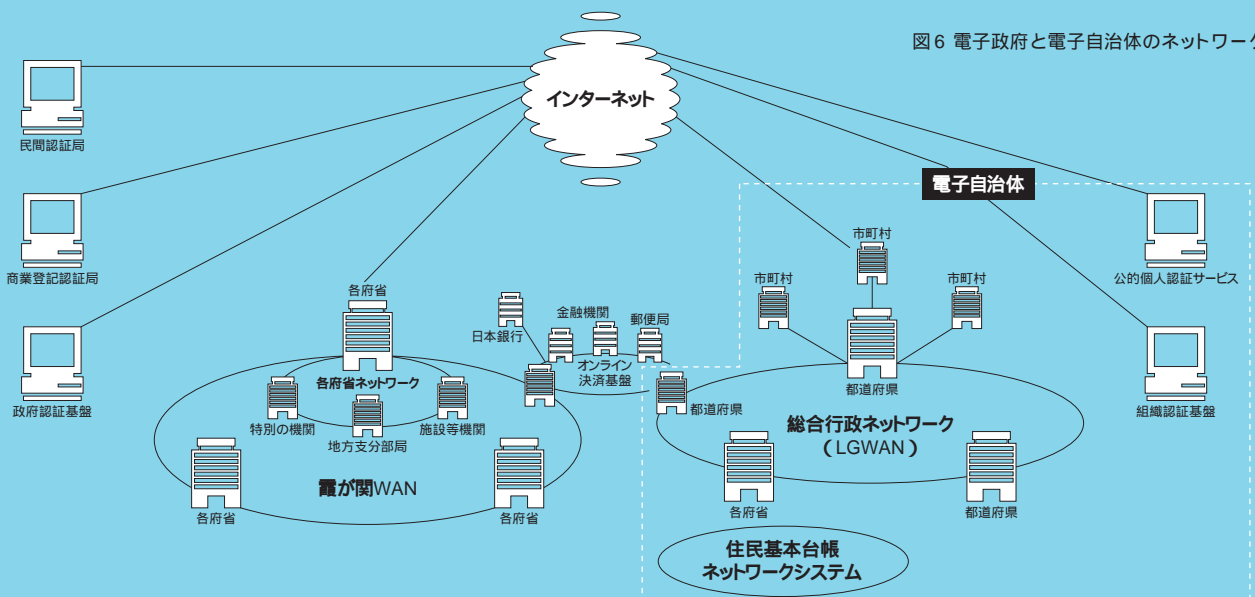 図6 電子政府と電子自治体のネットワーク
インターネット
民間認証局
電子自治体
商業登記認証局
市町村
市町村
市町村
公的個人認証サービス
各府省
日本銀行
金融機関
郵便局
オンライン
決済基盤
各府省ネットワーク
政府認証基盤
特別の機関
地方支分部局
施設等機関
都道府県
都道府県
組織認証基盤
総合行政ネットワーク
(LGWAN)
霞が関WAN
各府省
各府省
各府省
都道府県
住民基本台帳
ネットワークシステム